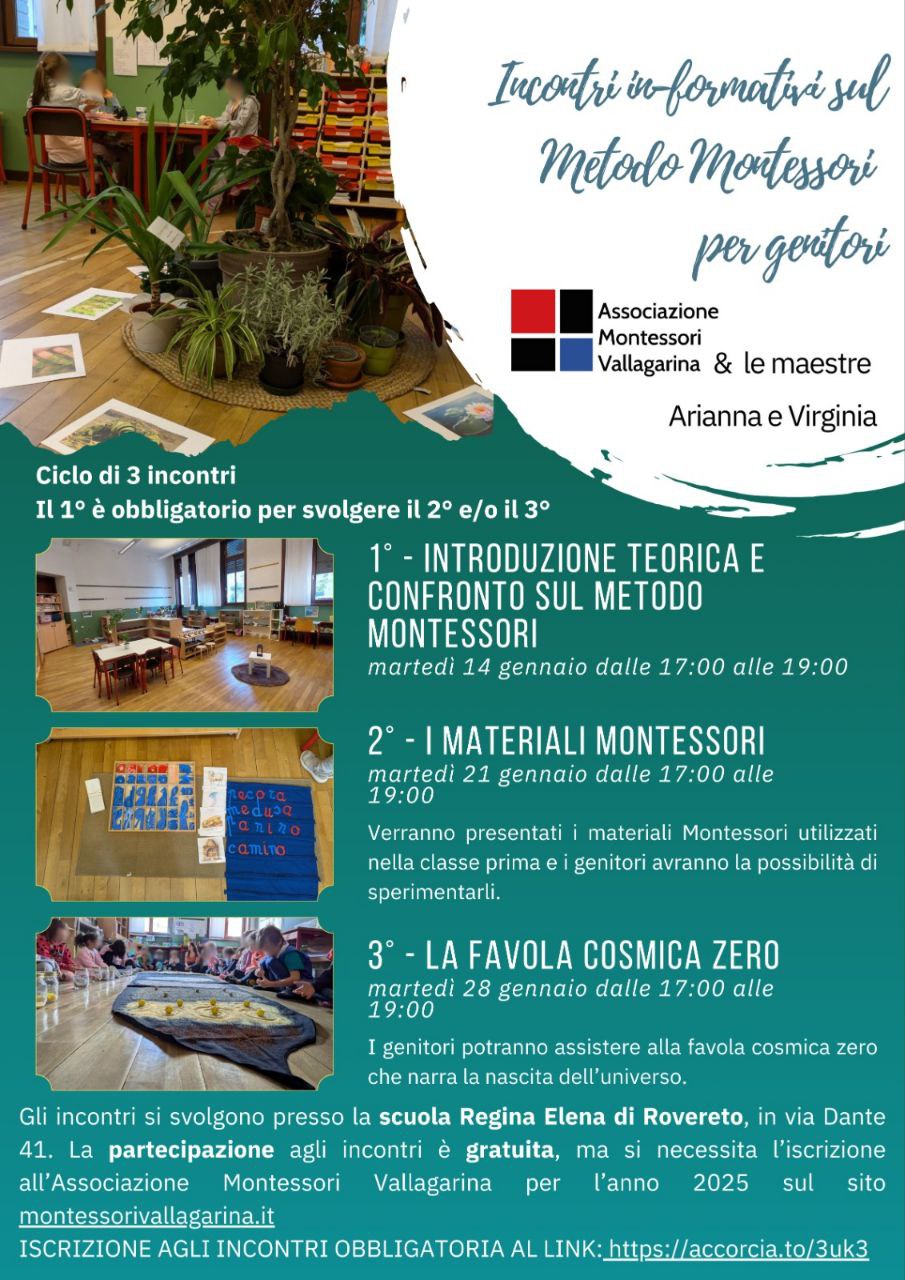 Incontri in-formativi sul
Metodo Montessori
per genitori
Associazione
Montessori
Vallagarina & le maestre
Arianna e Virginia
Ciclo di 3 incontri
Il 1° è obbligatorio per svolgere il 2° e/o il 3°
1° - INTRODUZIONE TEORICA E
CONFRONTO SUL METODO
MONTESSORI
martedì 14 gennaio dalle 17:00 alle 19:00
2° - I MATERIALI MONTESSORI
martedì 21 gennaio dalle 17:00 alle
19:00
Verranno presentati i materiali Montessori utilizzati
nella classe prima e i genitori avranno la possibilità di
sperimentarli.
pecora
medusa
panino
camino
3° - LA FAVOLA COSMICA ZERO
martedì 28 gennaio dalle 17:00 alle
19:00
I genitori potranno assistere alla favola cosmica zero
che narra la nascita dell’universo.
Gli incontri si svolgono presso la scuola Regina Elena di Rovereto, in via Dante
41. La partecipazione agli incontri è gratuita, ma si necessita l’iscrizione
all’Associazione Montessori Vallagarina per l’anno 2025 sul sito
montessorivallagarina.it
ISCRIZIONE AGLI INCONTRI OBBLIGATORIA AL LINK: https://accorcia.to/3uk3